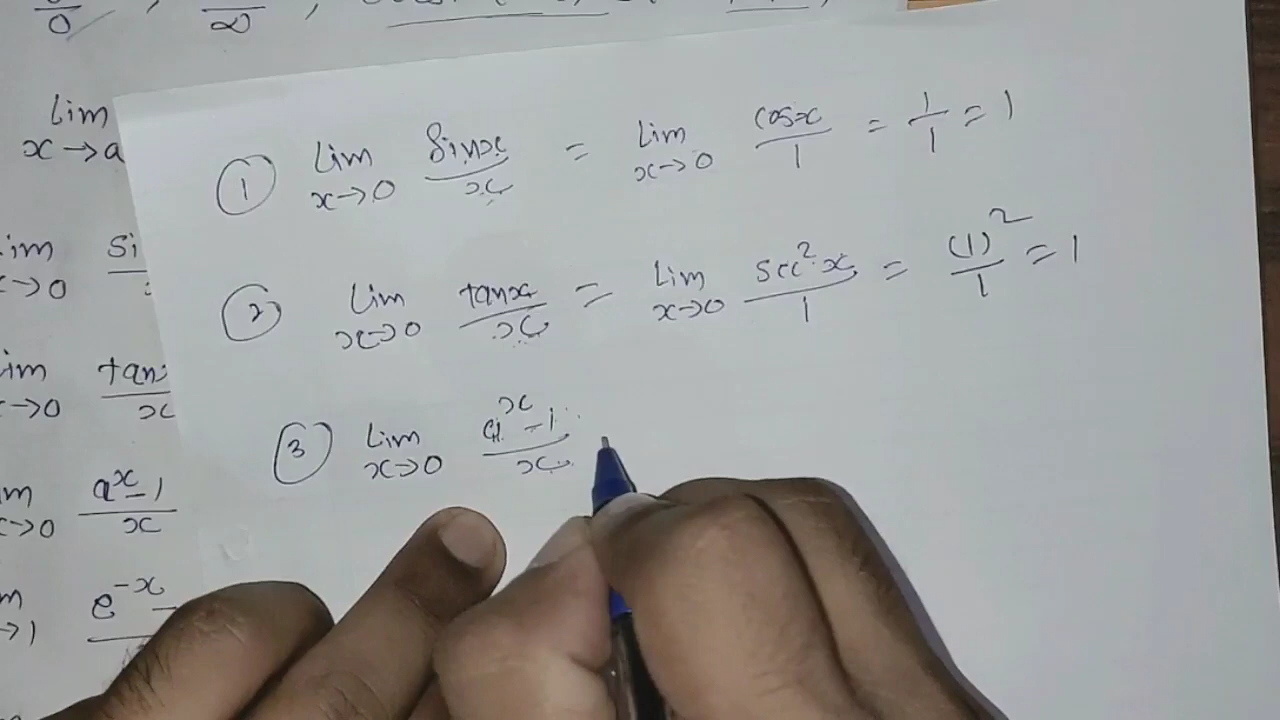 0 ∞
lim
x→a
① lim x→0 sinx/x = lim x→0 cosx/1 = 1/1 = 1
lim x→0 si
② lim x→0 tanx/x = lim x→0 sec²x/1 = (1)²/1 = 1
im x→0 tan x
③ lim x→0 a^x-1/x
m x→0 a^x-1/x
m →1 e^-x -